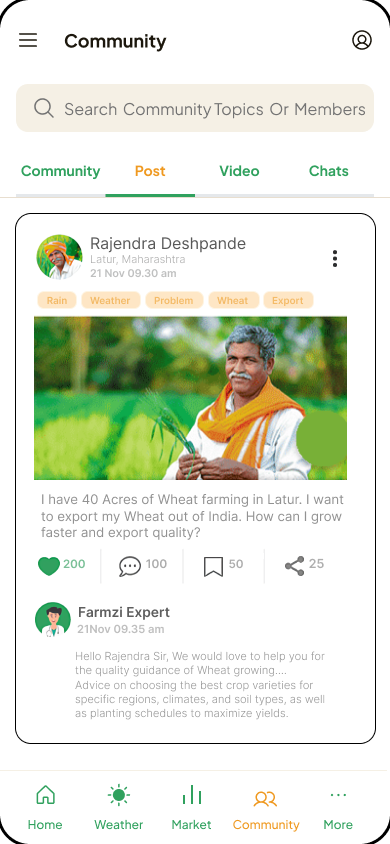 Community
Search Community Topics Or Members
Community Post Video Chats
Rajendra Deshpande
Latur, Maharashtra
21 Nov 09.30 am
Rain Weather Problem Wheat Export
I have 40 Acres of Wheat farming in Latur. I want
to export my Wheat out of India. How can I grow
faster and export quality?
200 100 50 25
Farmzi Expert
21Nov 09.35 am
Hello Rajendra Sir, We would love to help you for
the quality guidance of Wheat growing....
Advice on choosing the best crop varieties for
specific regions, climates, and soil types, as well
as planting schedules to maximize yields.
Home Weather Market Community More